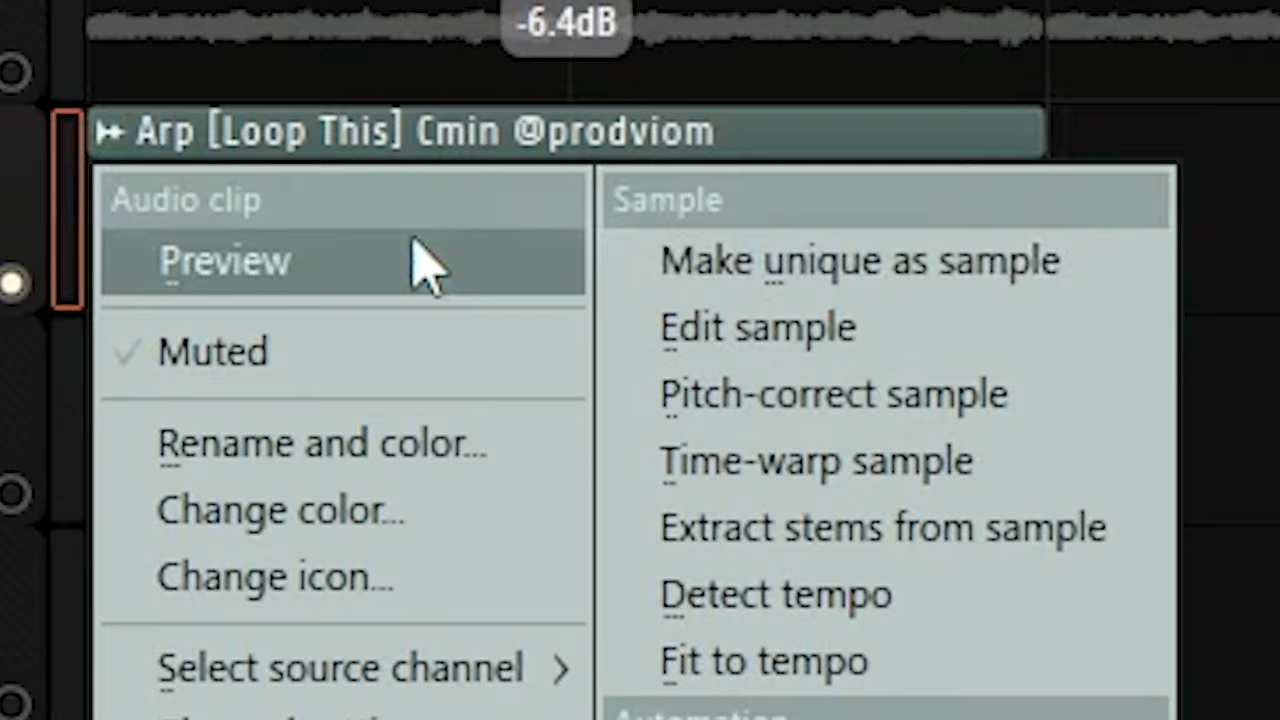 -6.4dB
Arp [Loop This] Cmin @prodviom
Audio clip
Preview
Muted
Rename and color...
Change color...
Change icon...
Select source channel
Sample
Make unique as sample
Edit sample
Pitch-correct sample
Time-warp sample
Extract stems from sample
Detect tempo
Fit to tempo
Automation